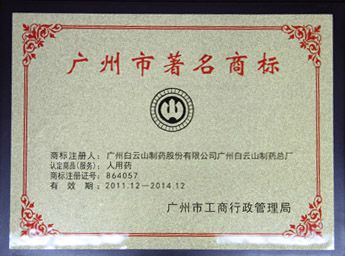 广州市著名商标
商标注册人：广州白云山制药股份有限公司广州白云山制药总厂
认定商品(服务)：人用药
商标注册证号：864057
有效期：2011.12—2014.12
广州市工商行政管理局